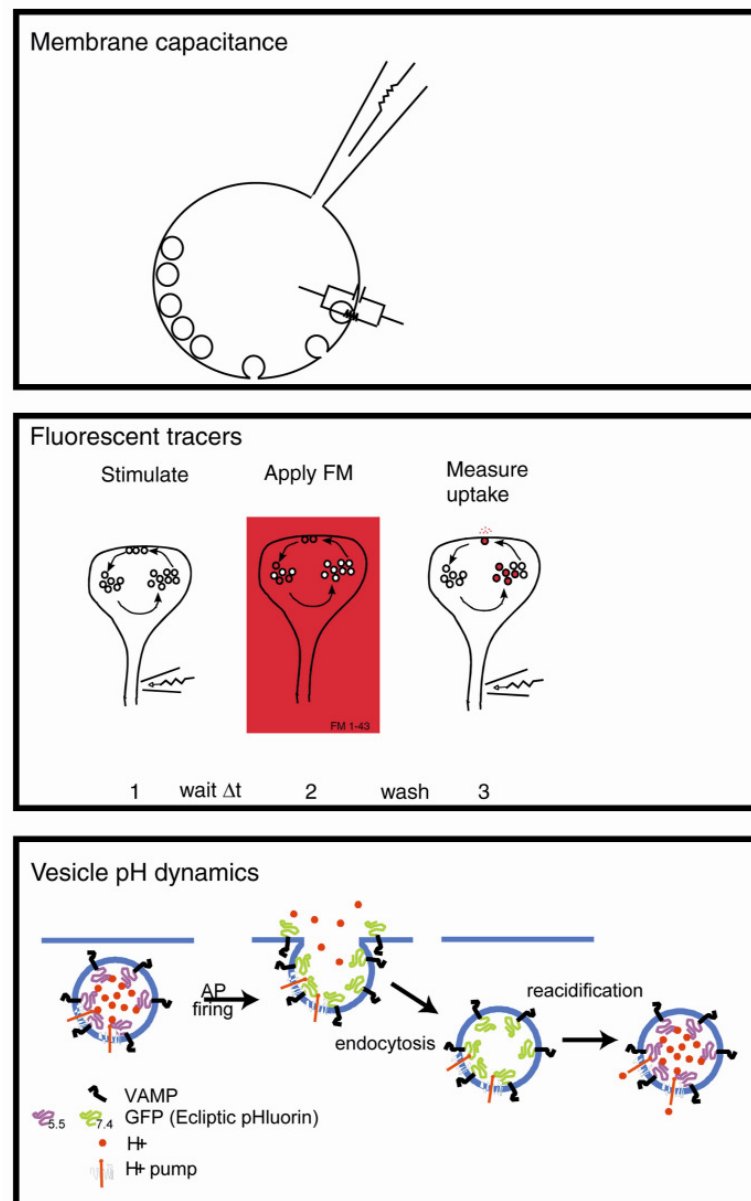 Membrane capacitance
Fluorescent tracers
Stimulate
Apply FM
Measure
uptake
FM 1-43
1 wait Δt 2 wash 3
Vesicle pH dynamics
AP
firing
endocytosis
reacidification
VAMP
5.5 7.4 GFP (Ecliptic pHluorin)
H+
H+ pump